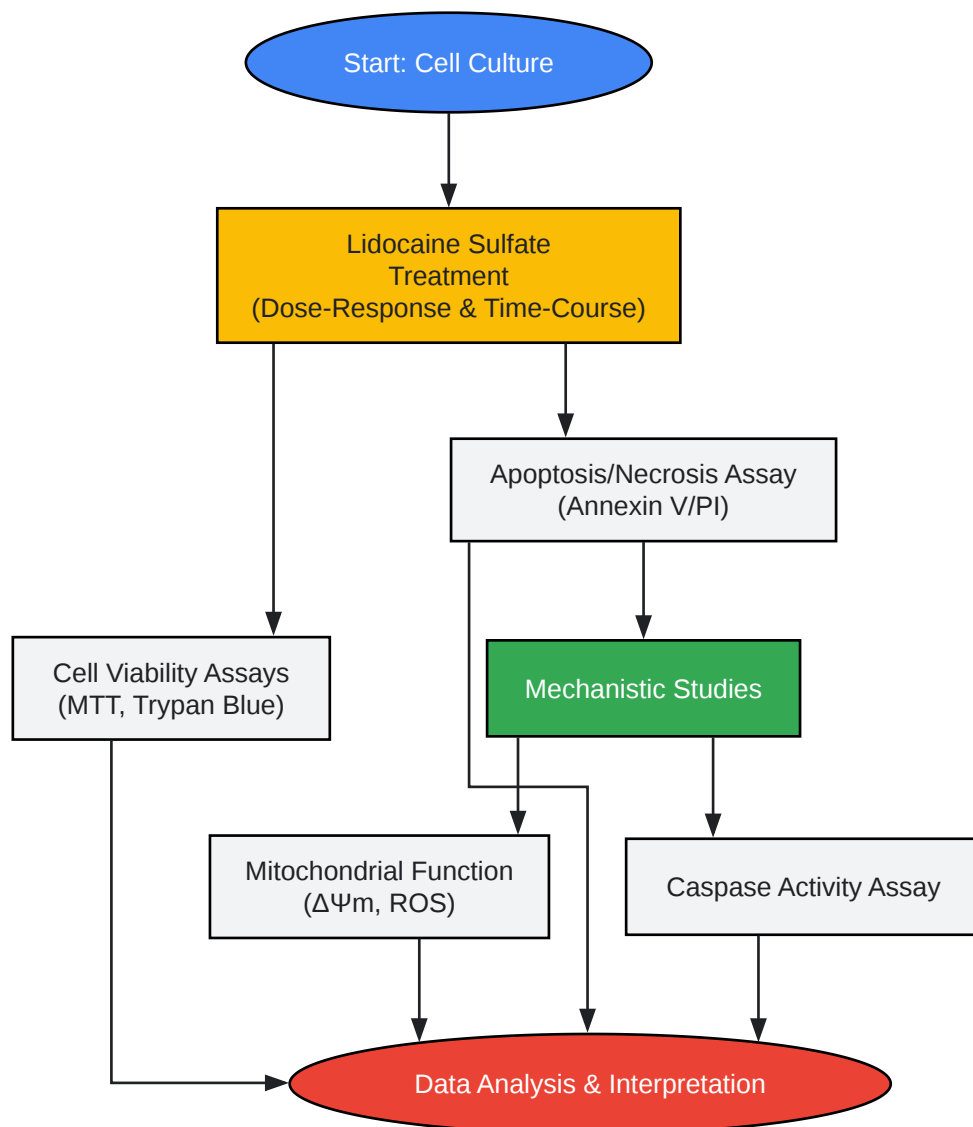 Start: Cell Culture
Lidocaine Sulfate
Treatment
(Dose-Response & Time-Course)
Apoptosis/Necrosis Assay
(Annexin V/PI)
Cell Viability Assays
(MTT, Trypan Blue)
Mechanistic Studies
Mitochondrial Function
(ΔΨm, ROS)
Caspase Activity Assay
Data Analysis & Interpretation